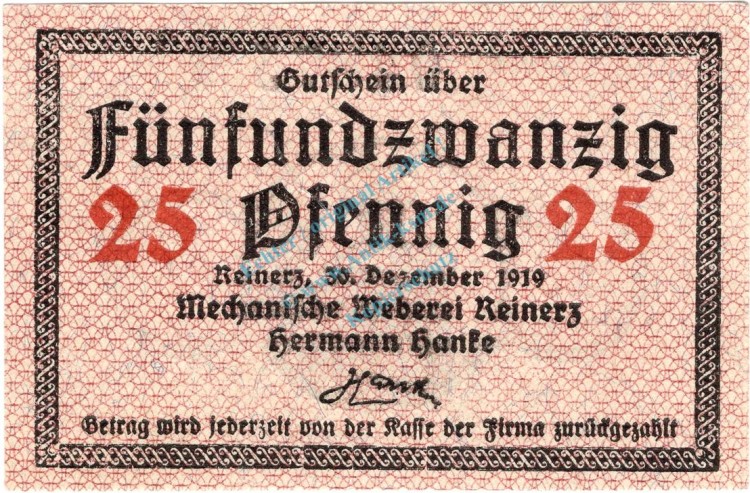 Gutschein über
Fünfundzwanzig
25 Pfennig 25
Reinerz, 30. Dezember 1919
Mechanische Weberei Reinerz
Hermann Hanke
Hanke
Betrag wird jederzeit von der Kasse der Firma zurückgezahlt